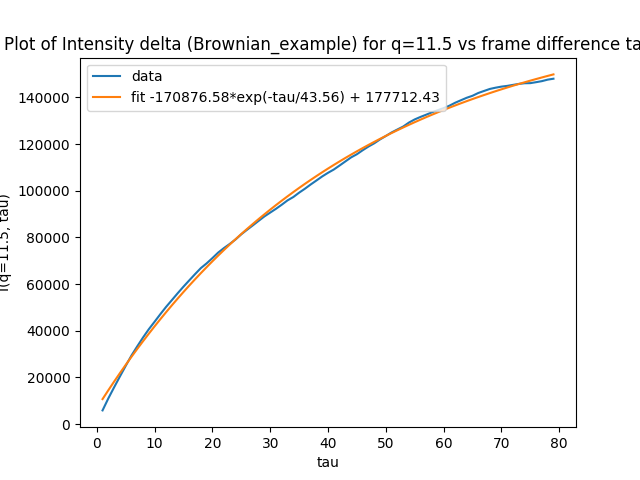 Plot of Intensity delta (Brownian_example) for q=11.5 vs frame difference ta
data
fit -170876.58*exp(-tau/43.56) + 177712.43
140000
120000
100000
80000
60000
40000
20000
0
I(q=11.5, tau)
0 10 20 30 40 50 60 70 80
tau